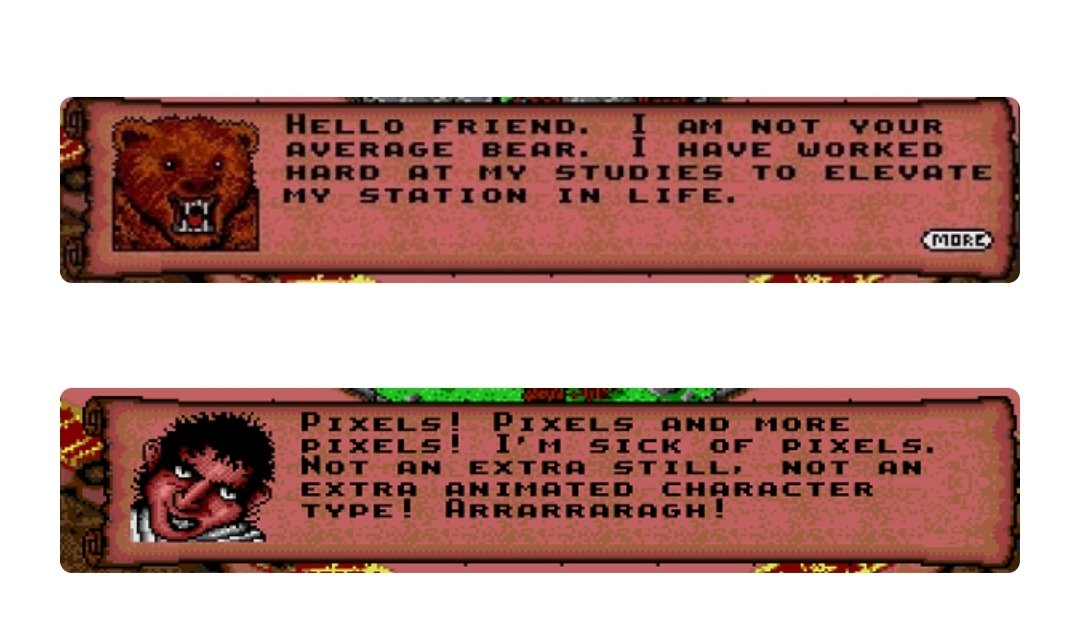 Hello friend. I am not your
average bear. I have worked
hard at my studies to elevate
my station in life.
MORE
Pixels! Pixels and more
pixels! I'm sick of pixels.
Not an extra still, not an
extra animated character
type! Arrarraragh!